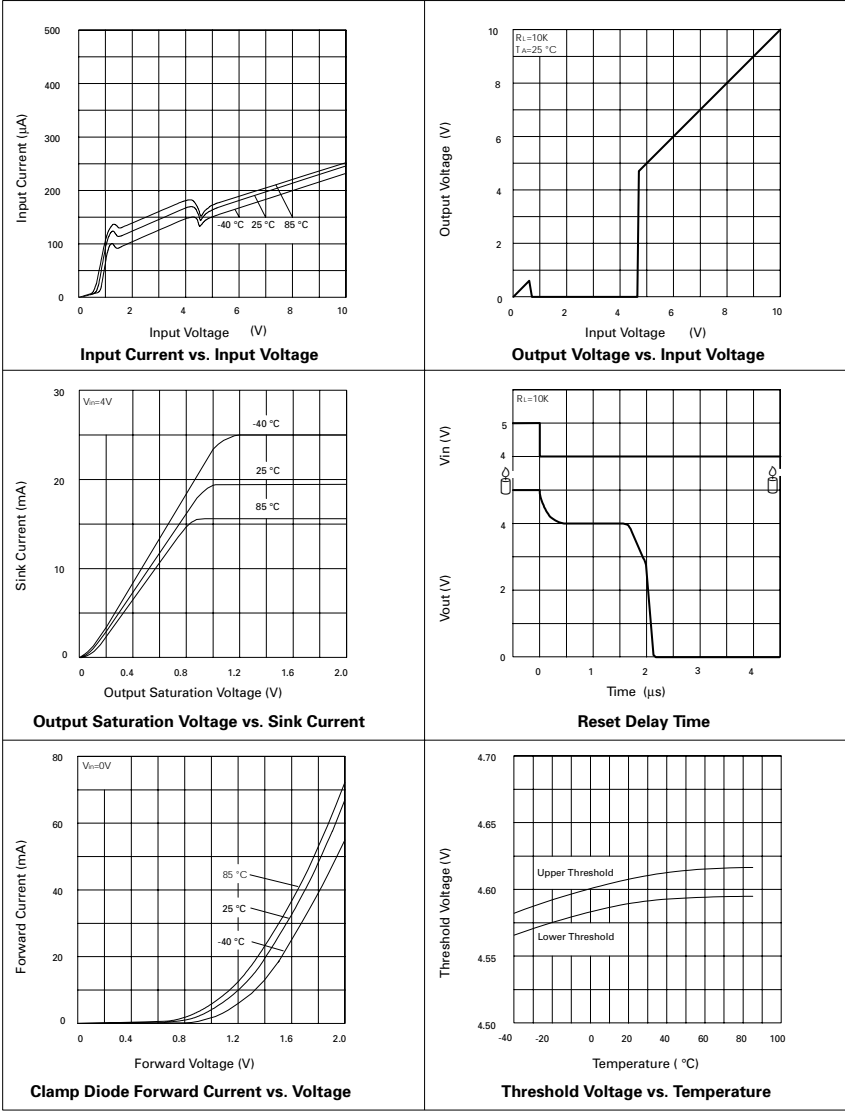 500
400
300
200
100
0
Input Current (µA)
-40 °C 25 °C 85 °C
0 2 4 6 8 10
Input Voltage (V)
Input Current vs. Input Voltage
RL=10K
TA=25 °C
10
8
6
4
2
0
Output Voltage (V)
0 2 4 6 8 10
Input Voltage (V)
Output Voltage vs. Input Voltage
Vin=4V
30
20
10
0
Sink Current (mA)
-40 °C
25 °C
85 °C
0 0.4 0.8 1.2 1.6 2.0
Output Saturation Voltage (V)
Output Saturation Voltage vs. Sink Current
RL=10K
5
4
Vin (V)
4
2
0
Vout (V)
0 1 2 3 4
Time (µs)
Reset Delay Time
Vin=0V
80
60
40
20
0
Forward Current (mA)
85 °C
25 °C
-40 °C
0 0.4 0.8 1.2 1.6 2.0
Forward Voltage (V)
Clamp Diode Forward Current vs. Voltage
4.70
4.65
4.60
4.55
4.50
Threshold Voltage (V)
Upper Threshold
Lower Threshold
-40 -20 0 20 40 60 80 100
Temperature ( °C)
Threshold Voltage vs. Temperature